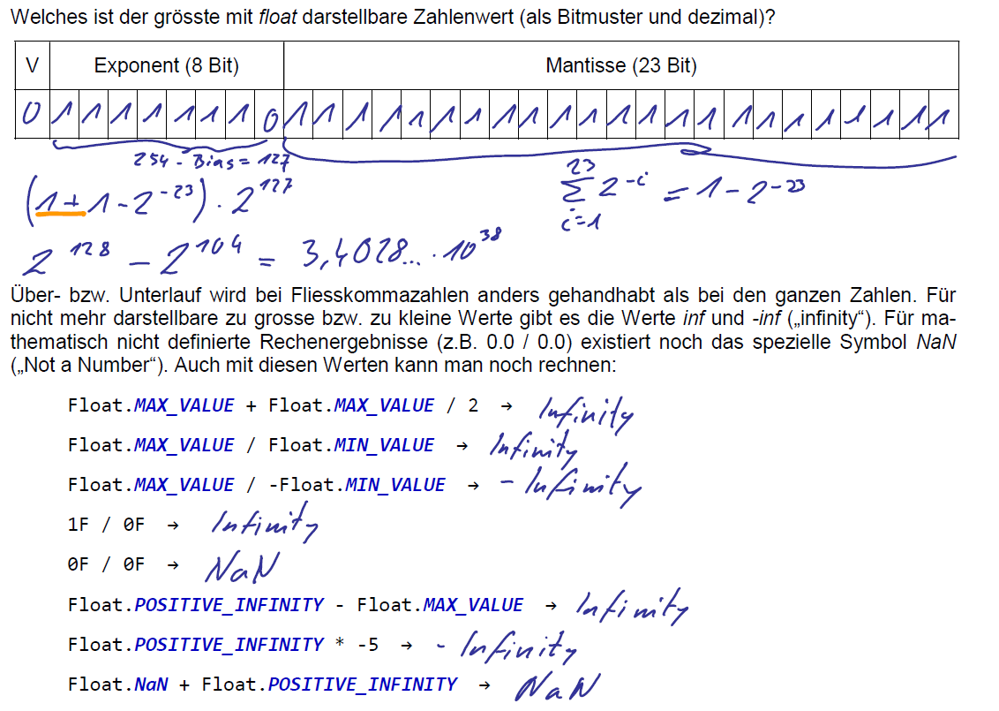 Welches ist der grösste mit float darstellbare Zahlenwert (als Bitmuster und dezimal)?
V Exponent (8 Bit) Mantisse (23 Bit)
0 1 1 1 1 1 1 1 0 1 1 1 1 1 1 1 1 1 1 1 1 1 1 1 1 1 1 1 1 1 1 1
254 - Bias = 127
(1 + 1 - 2^-23) · 2^127
23
∑ 2^-i = 1 - 2^-23
i=1
2^128 - 2^104 = 3,4028... · 10^38
Über- bzw. Unterlauf wird bei Fliesskommazahlen anders gehandhabt als bei den ganzen Zahlen. Für
nicht mehr darstellbare zu grosse bzw. zu kleine Werte gibt es die Werte inf und -inf („infinity“). Für ma-
thematisch nicht definierte Rechenergebnisse (z.B. 0.0 / 0.0) existiert noch das spezielle Symbol NaN
(„Not a Number“). Auch mit diesen Werten kann man noch rechnen:
Float.MAX_VALUE + Float.MAX_VALUE / 2 → Infinity
Float.MAX_VALUE / Float.MIN_VALUE → Infinity
Float.MAX_VALUE / -Float.MIN_VALUE → - Infinity
1F / 0F → Infinity
0F / 0F → NaN
Float.POSITIVE_INFINITY - Float.MAX_VALUE → Infinity
Float.POSITIVE_INFINITY * -5 → - Infinity
Float.NaN + Float.POSITIVE_INFINITY → NaN